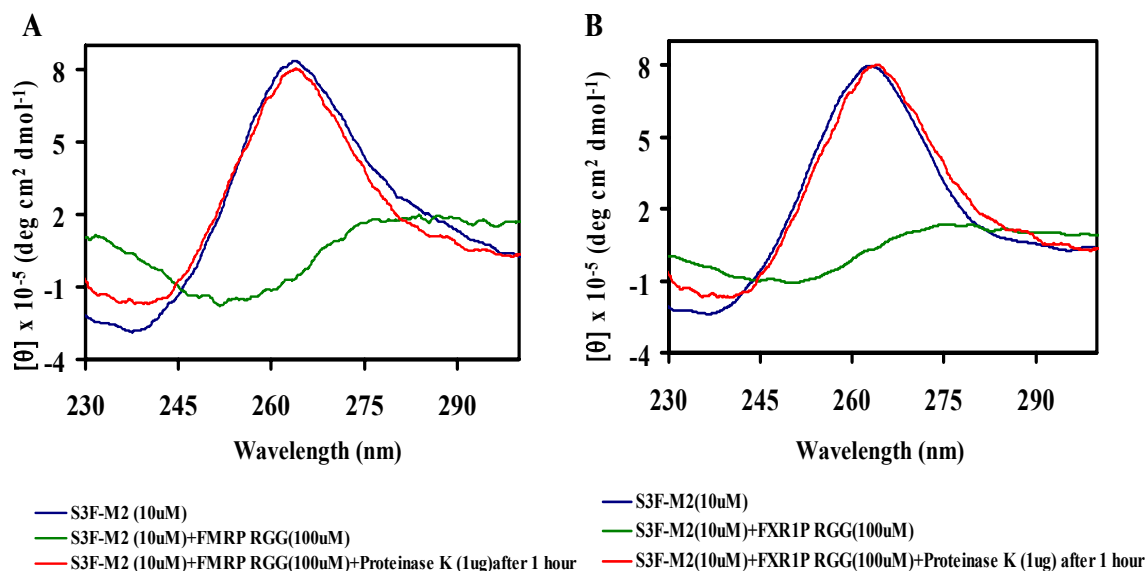 A
B
8
5
2
-1
-4
[θ] x 10⁻⁵ (deg cm² dmol⁻¹)
230 245 260 275 290
Wavelength (nm)
8
5
2
-1
-4
[θ] x 10⁻⁵ (deg cm² dmol⁻¹)
230 245 260 275 290
Wavelength (nm)
S3F-M2 (10uM)
S3F-M2 (10uM)+FMRP RGG(100uM)
S3F-M2 (10uM)+FMRP RGG(100uM)+Proteinase K (1ug)after 1 hour
S3F-M2(10uM)
S3F-M2(10uM)+FXR1P RGG(100uM)
S3F-M2(10uM)+FXR1P RGG(100uM)+Proteinase K (1ug) after 1 hour